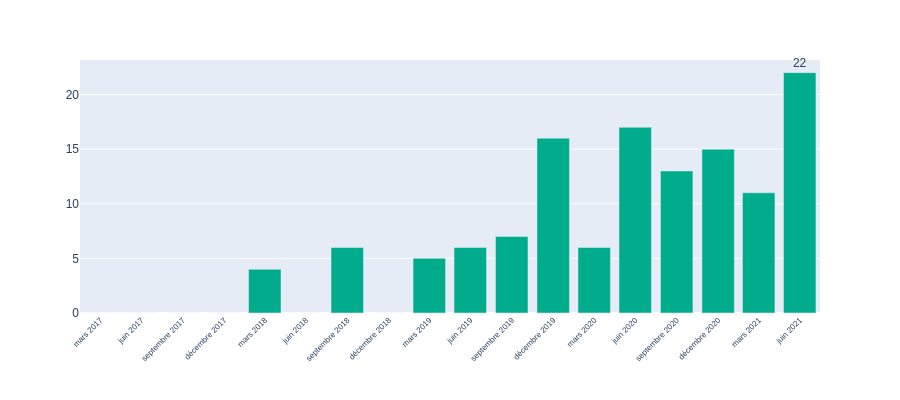 22
20
15
10
5
0
mars 2017
juin 2017
septembre 2017
décembre 2017
mars 2018
juin 2018
septembre 2018
décembre 2018
mars 2019
juin 2019
septembre 2019
décembre 2019
mars 2020
juin 2020
septembre 2020
décembre 2020
mars 2021
juin 2021